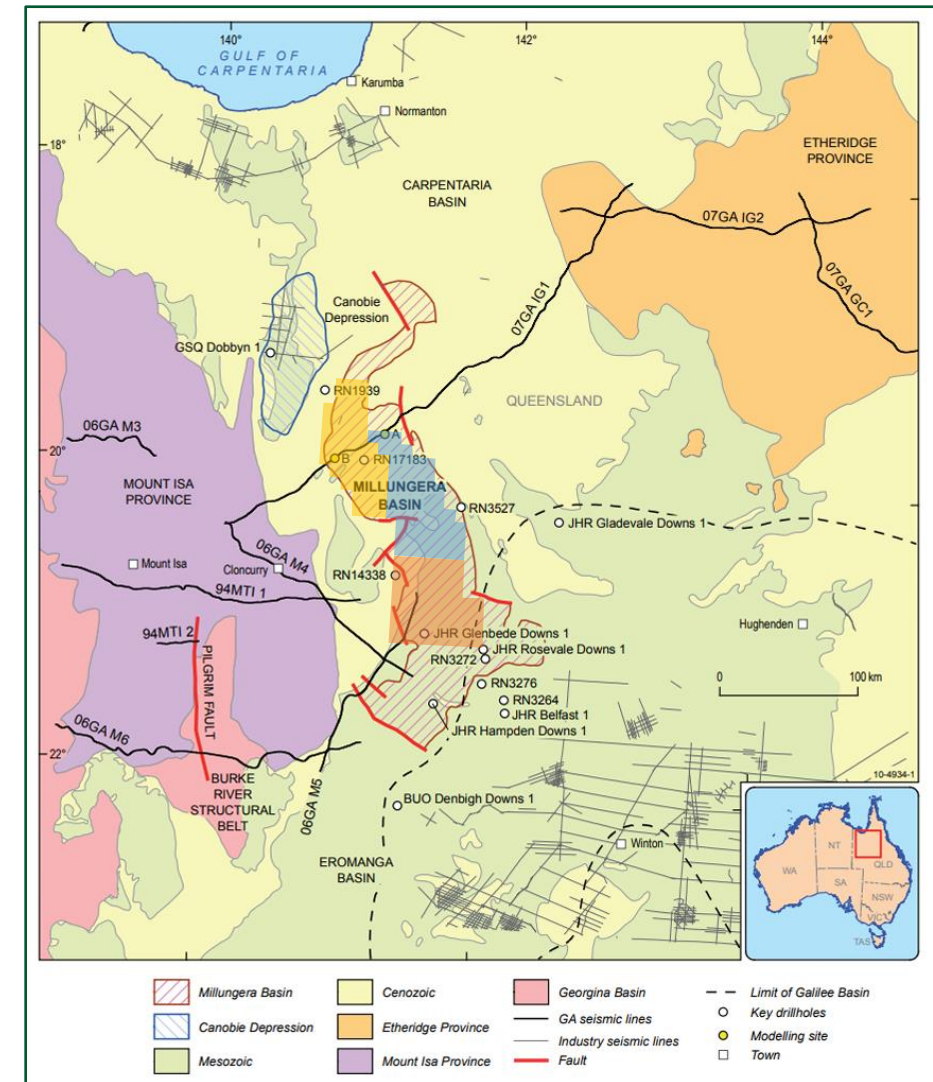 140°
142°
144°
GULF OF
CARPENTARIA
Karumba
Normanton
18°
ETHERIDGE
PROVINCE
CARPENTARIA
BASIN
07GA IG2
07GA IG1
07GA GC1
Canobie
Depression
GSQ Dobbyn 1
RN1939
QUEENSLAND
06GA M3
A
20°
B
RN17183
MOUNT ISA
PROVINCE
MILLUNGERA
BASIN
RN3527
JHR Gladevale Downs 1
06GA M4
Mount Isa
Cloncurry
RN14338
94MTI 1
Hughenden
94MTI 2
JHR Glenbede Downs 1
JHR Rosevale Downs 1
RN3272
PILGRIM FAULT
RN3276
0
100 km
RN3264
JHR Belfast 1
JHR Hampden Downs 1
06GA M6
22°
10-4934-1
BURKE
RIVER
STRUCTURAL
BELT
06GA M5
BUO Denbigh Downs 1
Winton
EROMANGA
BASIN
NT
QLD
WA
SA
NSW
VIC
TAS
Millungera Basin
Cenozoic
Georgina Basin
Limit of Galilee Basin
Canobie Depression
Etheridge Province
GA seismic lines
Key drillholes
Industry seismic lines
Modelling site
Mesozoic
Mount Isa Province
Fault
Town